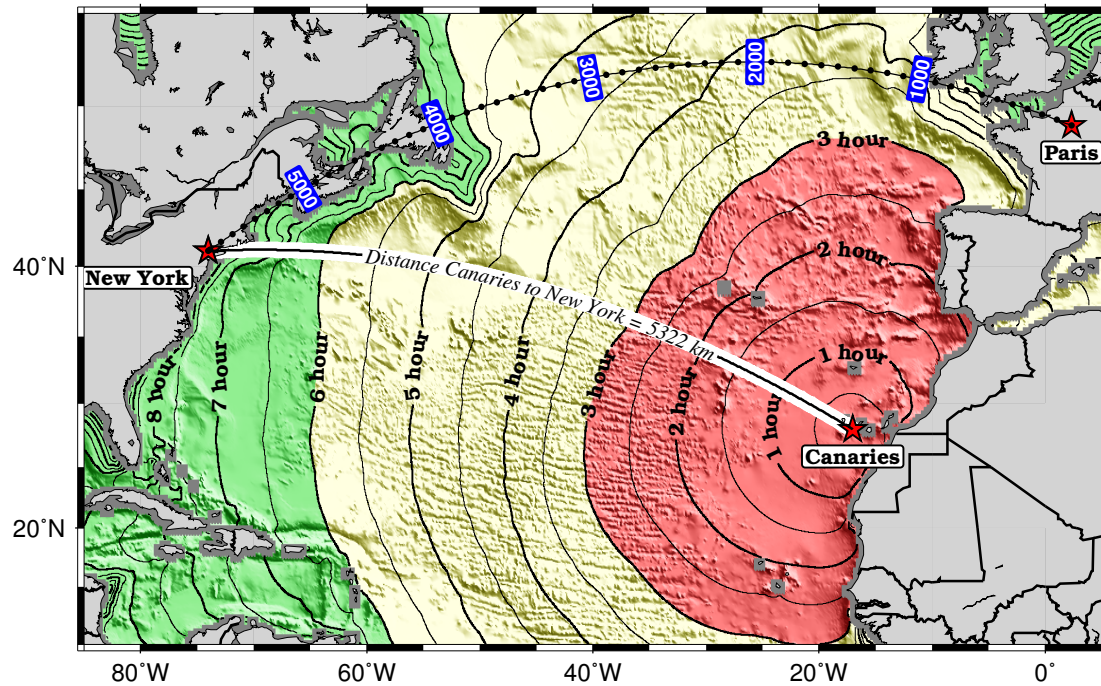 1000
2000
3000
4000
5000
Paris
3 hour
New York
Distance Canaries to New York = 5322 km
2 hour
1 hour
8 hour
7 hour
6 hour
5 hour
4 hour
3 hour
2 hour
1 hour
Canaries
40°N
20°N
80°W
60°W
40°W
20°W
0°